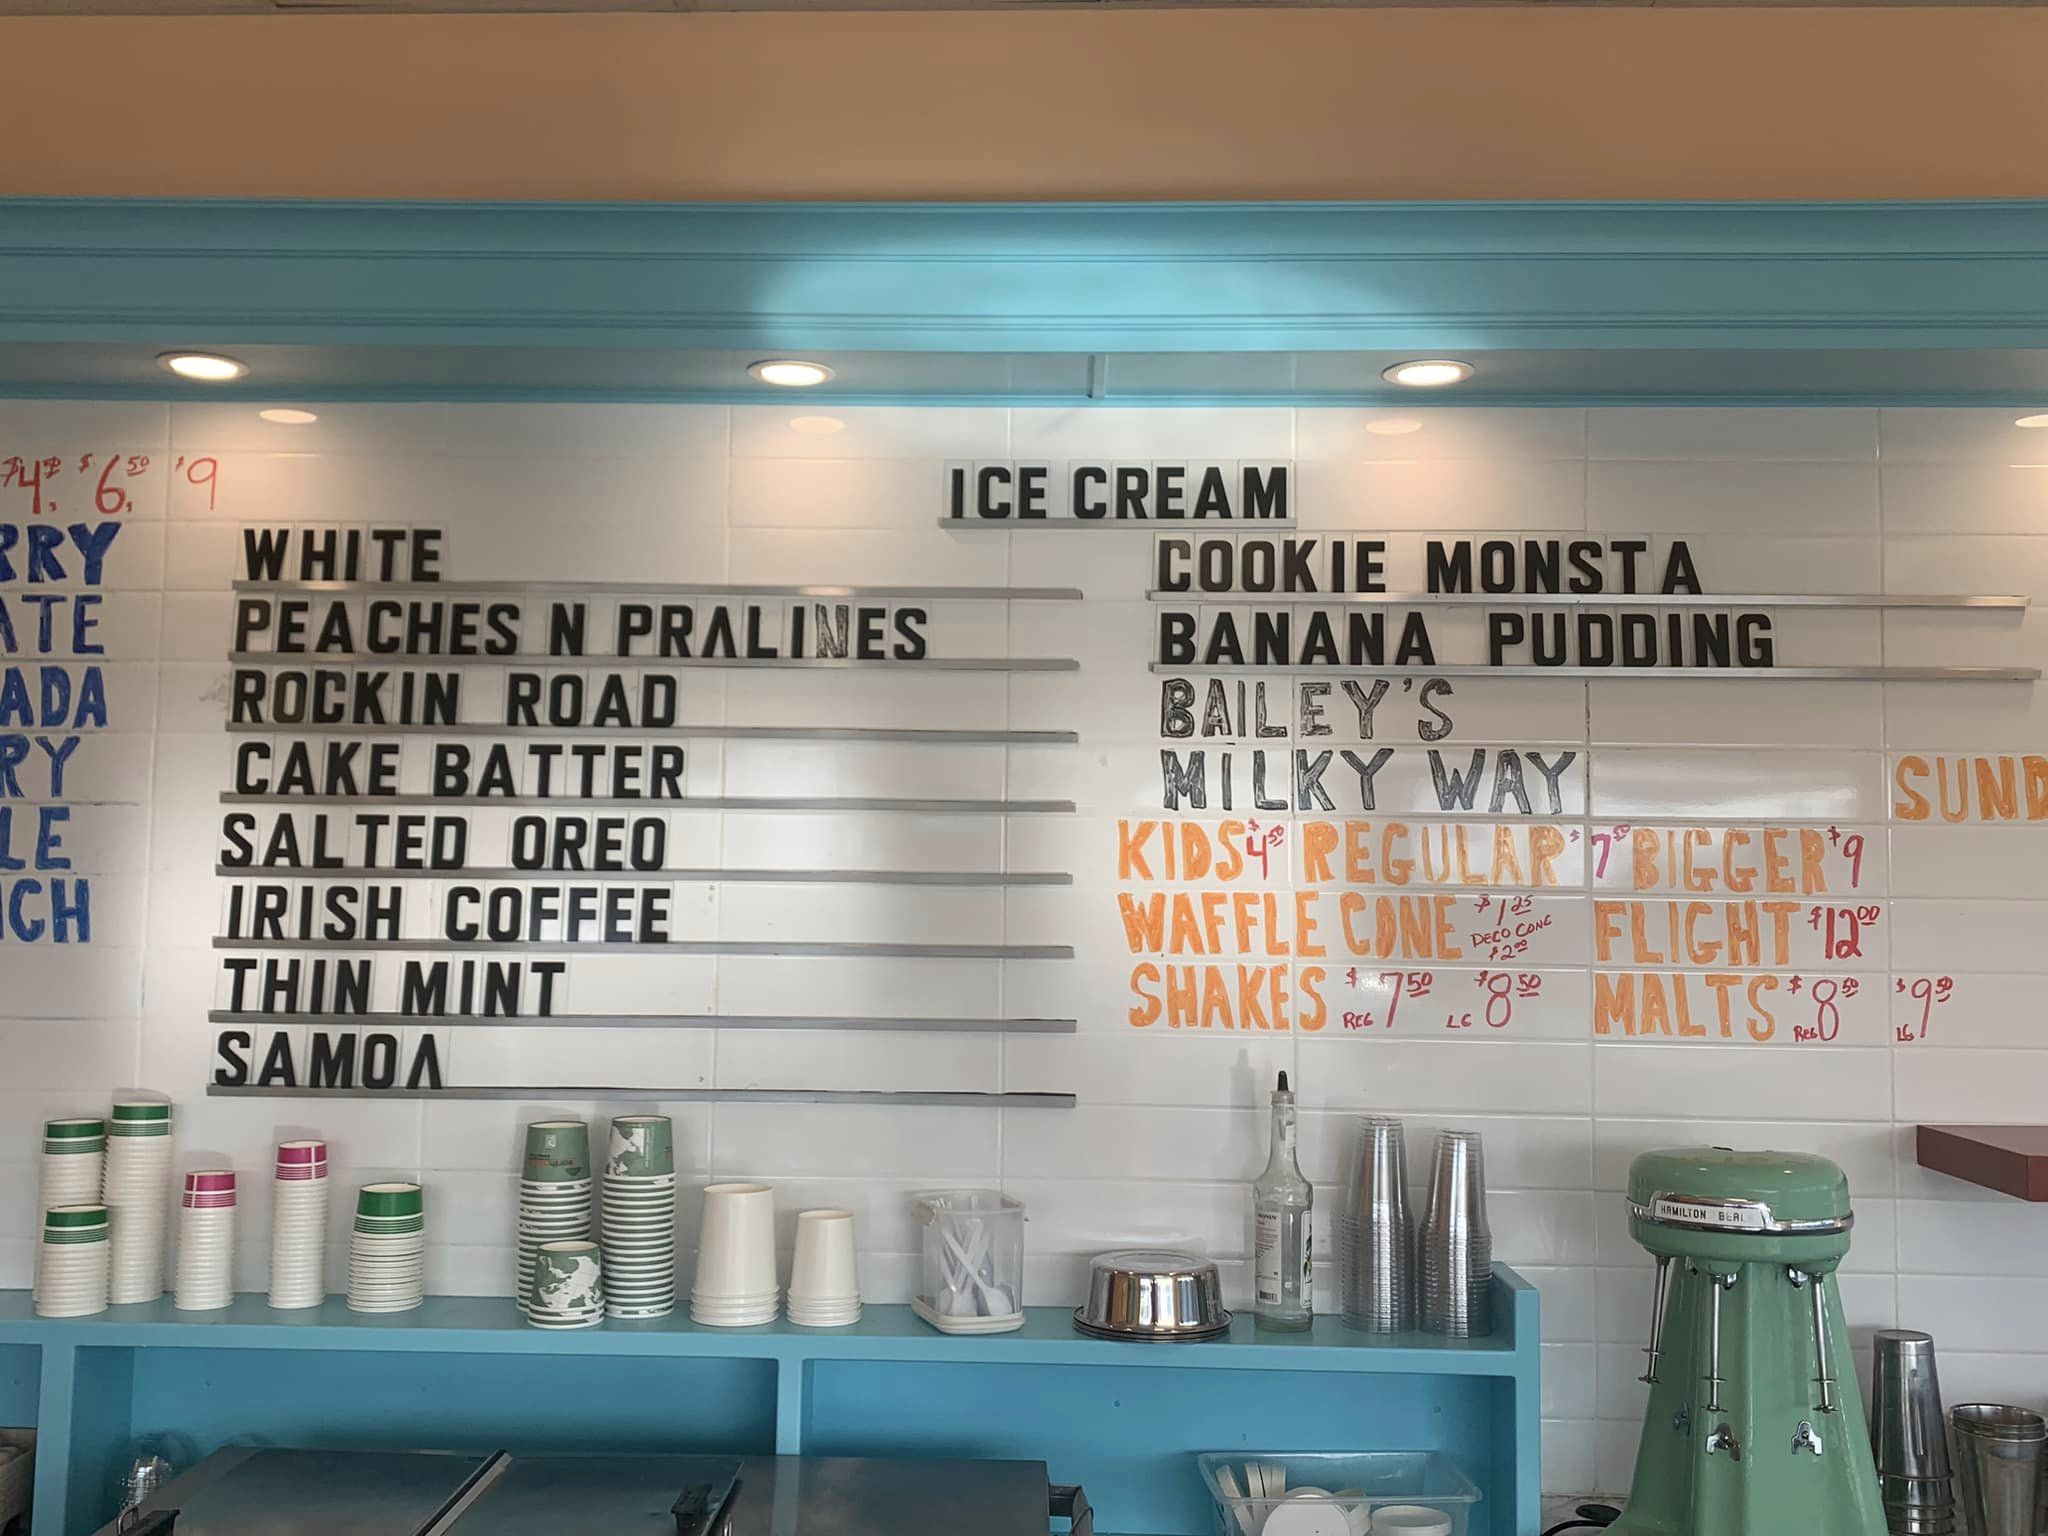 $4.50 $6.50 $9
ICE CREAM
WHITE
PEACHES N PRALINES
ROCKIN ROAD
CAKE BATTER
SALTED OREO
IRISH COFFEE
THIN MINT
SAMOA
COOKIE MONSTA
BANANA PUDDING
BAILEY'S
MILKY WAY
KIDS $4.50 REGULAR $7.50 BIGGER $9
WAFFLE CONE $1.25 DECO CONE $2.00 FLIGHT $12.00
SHAKES REG $7.50 LG $8.50 MALTS REG $8.50 LG $9.50
RRY
ATE
ADA
RY
LE
NCH
SUND
HAMILTON BEA